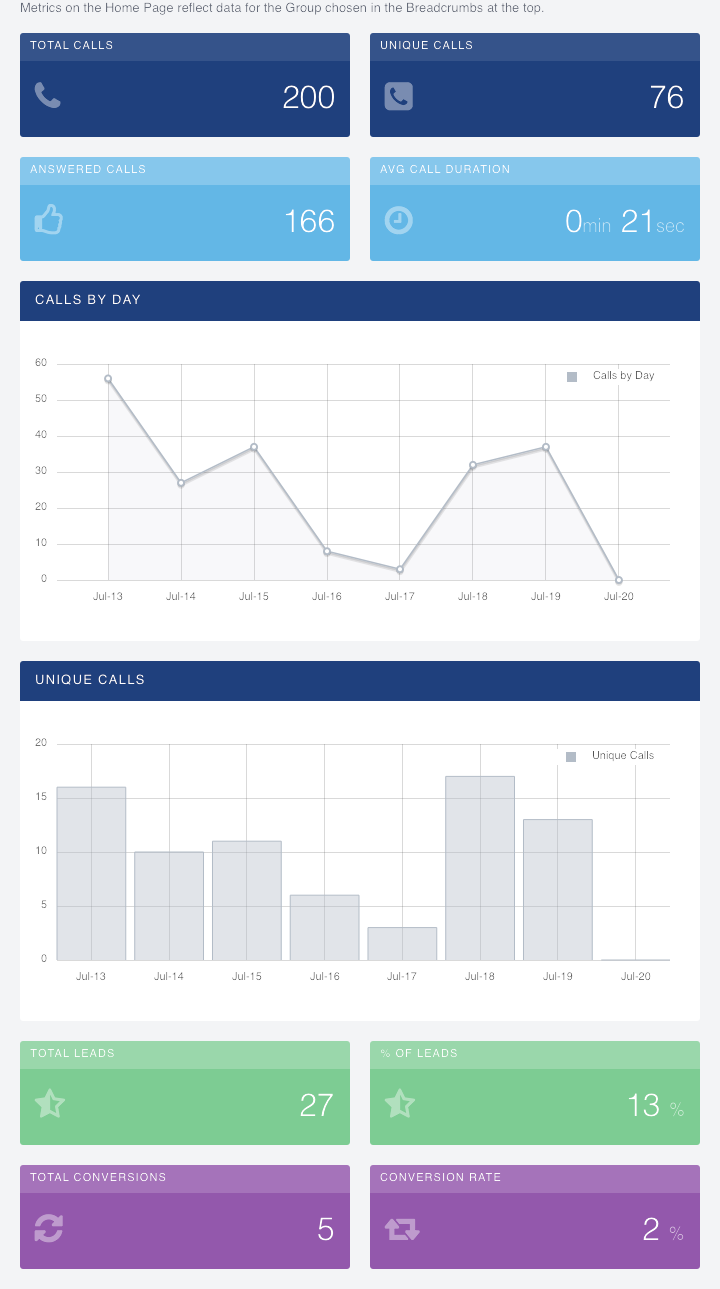 Metrics on the Home Page reflect data for the Group chosen in the Breadcrumbs at the top.
TOTAL CALLS
200
UNIQUE CALLS
76
ANSWERED CALLS
166
AVG CALL DURATION
0min 21sec
CALLS BY DAY
60
50
40
30
20
10
0
Calls by Day
Jul-13 Jul-14 Jul-15 Jul-16 Jul-17 Jul-18 Jul-19 Jul-20
UNIQUE CALLS
20
15
10
5
0
Unique Calls
Jul-13 Jul-14 Jul-15 Jul-16 Jul-17 Jul-18 Jul-19 Jul-20
TOTAL LEADS
27
% OF LEADS
13 %
TOTAL CONVERSIONS
5
CONVERSION RATE
2 %